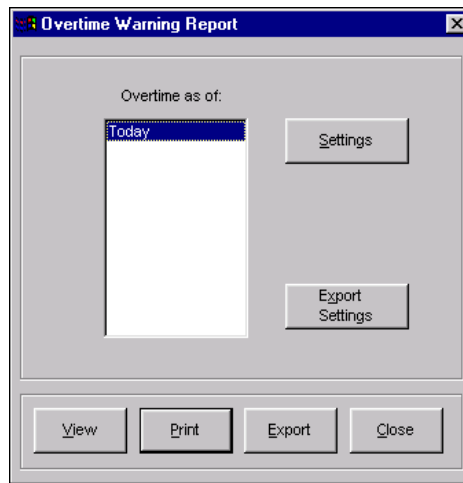 Overtime Warning Report
Overtime as of:
Today
Settings
Export
Settings
View
Print
Export
Close